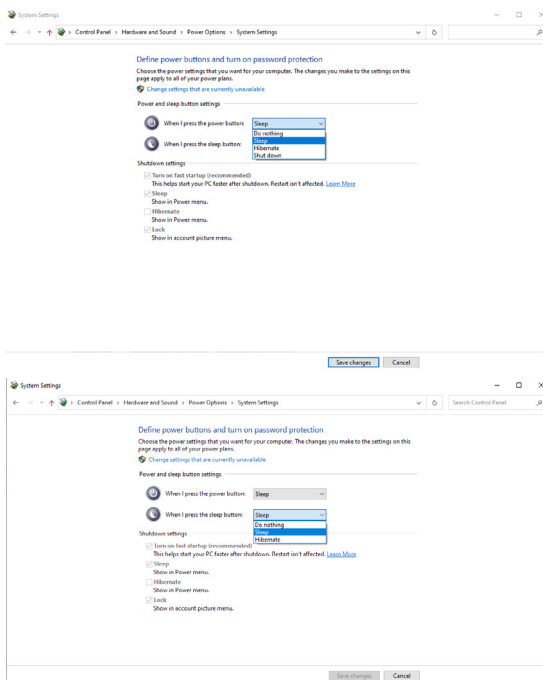 System Settings
Control Panel > Hardware and Sound > Power Options > System Settings
Define power buttons and turn on password protection
Choose the power settings that you want for your computer. The changes you make to the settings on this
page apply to all of your power plans.
Change settings that are currently unavailable
Power and sleep button settings
When I press the power button: Sleep
Do nothing
Sleep
Hibernate
When I press the sleep button:
Shut down
Shutdown settings
Turn on fast startup (recommended)
This helps start your PC faster after shutdown. Restart isn't affected. Learn More
Sleep
Show in Power menu.
Hibernate
Show in Power menu.
Lock
Show in account picture menu.
Save changes Cancel
System Settings
Control Panel > Hardware and Sound > Power Options > System Settings Search Control Panel
Define power buttons and turn on password protection
Choose the power settings that you want for your computer. The changes you make to the settings on this
page apply to all of your power plans.
Change settings that are currently unavailable
Power and sleep button settings
When I press the power button: Sleep
When I press the sleep button: Sleep
Do nothing
Sleep
Hibernate
Shutdown settings
Turn on fast startup (recommended)
This helps start your PC faster after shutdown. Restart isn't affected. Learn More
Sleep
Show in Power menu.
Hibernate
Show in Power menu.
Lock
Show in account picture menu.
Save changes Cancel